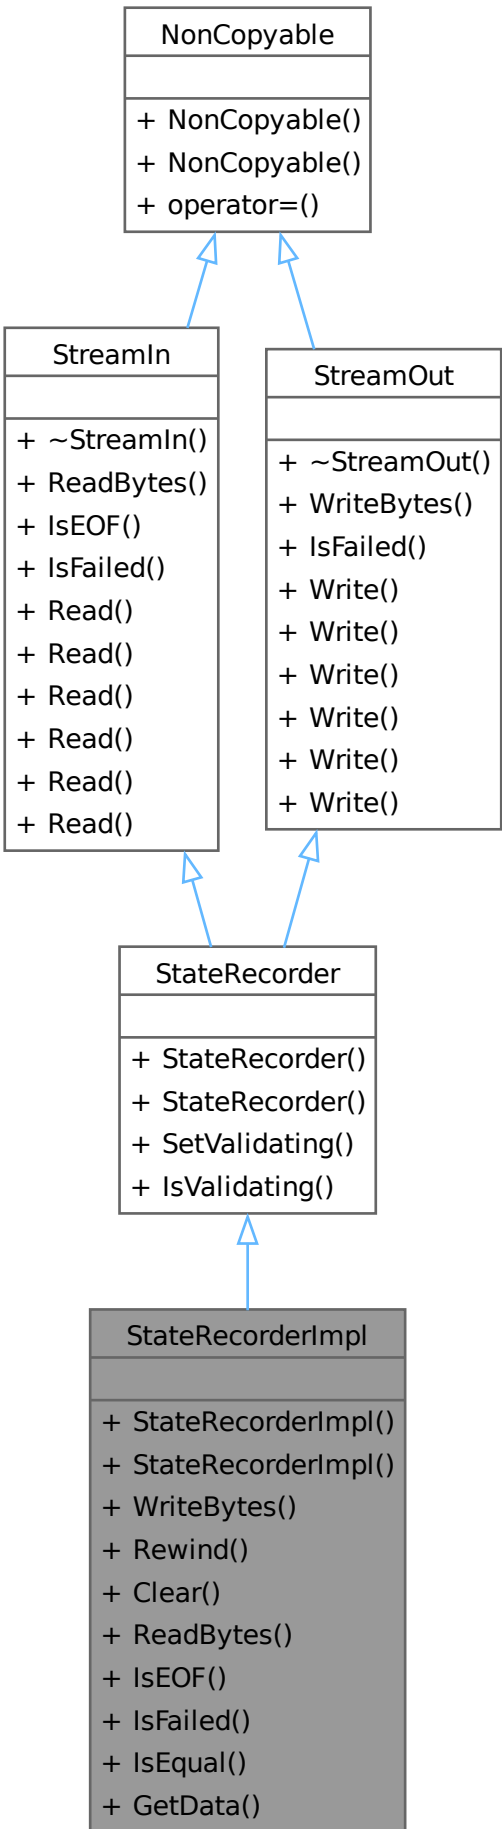 NonCopyable
+ NonCopyable()
+ NonCopyable()
+ operator=()
StreamIn
+ ~StreamIn()
+ ReadBytes()
+ IsEOF()
+ IsFailed()
+ Read()
+ Read()
+ Read()
+ Read()
+ Read()
+ Read()
StreamOut
+ ~StreamOut()
+ WriteBytes()
+ IsFailed()
+ Write()
+ Write()
+ Write()
+ Write()
+ Write()
+ Write()
StateRecorder
+ StateRecorder()
+ StateRecorder()
+ SetValidating()
+ IsValidating()
StateRecorderImpl
+ StateRecorderImpl()
+ StateRecorderImpl()
+ WriteBytes()
+ Rewind()
+ Clear()
+ ReadBytes()
+ IsEOF()
+ IsFailed()
+ IsEqual()
+ GetData()